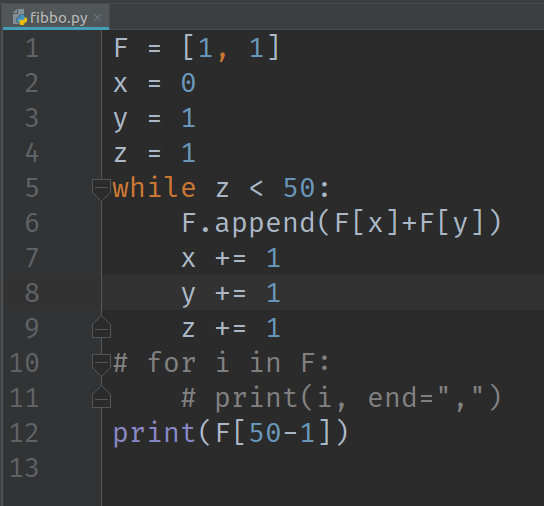 fibbo.py ×
1 F = [1, 1]
2 x = 0
3 y = 1
4 z = 1
5 while z < 50:
6     F.append(F[x]+F[y])
7     x += 1
8     y += 1
9     z += 1
10 # for i in F:
11     # print(i, end=",")
12 print(F[50-1])
13